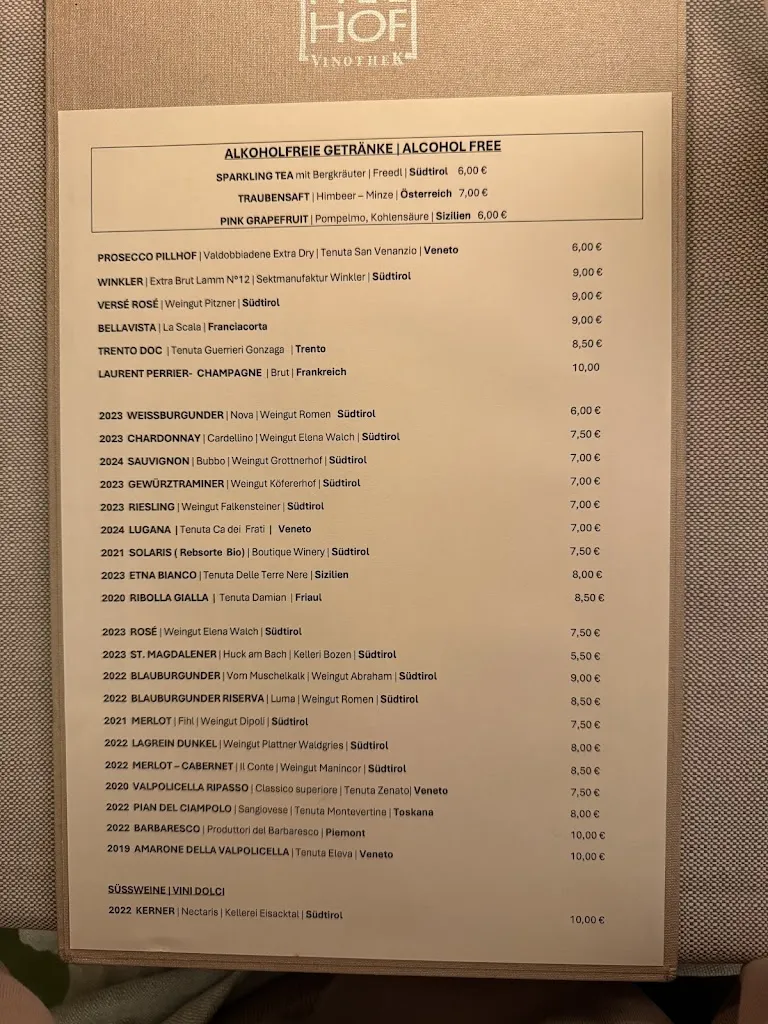 HOF
VINOTHEK
ALKOHOLFREIE GETRÄNKE | ALCOHOL FREE
SPARKLING TEA mit Bergkräuter | Freedl | Südtirol 6,00 €
TRAUBENSAFT | Himbeer – Minze | Österreich 7,00 €
PINK GRAPEFRUIT | Pompelmo, Kohlensäure | Sizilien 6,00 €
PROSECCO PILLHOF | Valdobbiadene Extra Dry | Tenuta San Venanzio | Veneto 6,00 €
WINKLER | Extra Brut Lamm N°12 | Sektmanufaktur Winkler | Südtirol 9,00 €
VERSÉ ROSÉ | Weingut Pitzner | Südtirol 9,00 €
BELLAVISTA | La Scala | Franciacorta 9,00 €
TRENTO DOC | Tenuta Guerrieri Gonzaga | Trento 8,50 €
LAURENT PERRIER- CHAMPAGNE | Brut | Frankreich 10,00
2023 WEISSBURGUNDER | Nova | Weingut Romen Südtirol 6,00 €
2023 CHARDONNAY | Cardellino | Weingut Elena Walch | Südtirol 7,50 €
2024 SAUVIGNON | Bubbo | Weingut Grottnerhof | Südtirol 7,00 €
2023 GEWÜRZTRAMINER | Weingut Köfererhof | Südtirol 7,00 €
2023 RIESLING | Weingut Falkensteiner | Südtirol 7,00 €
2024 LUGANA | Tenuta Ca dei Frati | Veneto 7,00 €
2021 SOLARIS ( Rebsorte Bio) | Boutique Winery | Südtirol 7,50 €
2023 ETNA BIANCO | Tenuta Delle Terre Nere | Sizilien 8,00 €
2020 RIBOLLA GIALLA | Tenuta Damian | Friaul 8,50 €
2023 ROSÉ | Weingut Elena Walch | Südtirol 7,50 €
2023 ST. MAGDALENER | Huck am Bach | Kelleri Bozen | Südtirol 5,50 €
2022 BLAUBURGUNDER | Vom Muschelkalk | Weingut Abraham | Südtirol 9,00 €
2022 BLAUBURGUNDER RISERVA | Luma | Weingut Romen | Südtirol 8,50 €
2021 MERLOT | Fihl | Weingut Dipoli | Südtirol 7,50 €
2022 LAGREIN DUNKEL | Weingut Plattner Waldgries | Südtirol 8,00 €
2022 MERLOT – CABERNET | Il Conte | Weingut Manincor | Südtirol 8,50 €
2020 VALPOLICELLA RIPASSO | Classico superiore | Tenuta Zenato | Veneto 7,50 €
2022 PIAN DEL CIAMPOLO | Sangiovese | Tenuta Montevertine | Toskana 8,00 €
2022 BARBARESCO | Produttori del Barbaresco | Piemont 10,00 €
2019 AMARONE DELLA VALPOLICELLA | Tenuta Eleva | Veneto 10,00 €
SÜSSWEINE | VINI DOLCI
2022 KERNER | Nectaris | Kellerei Eisacktal | Südtirol 10,00 €